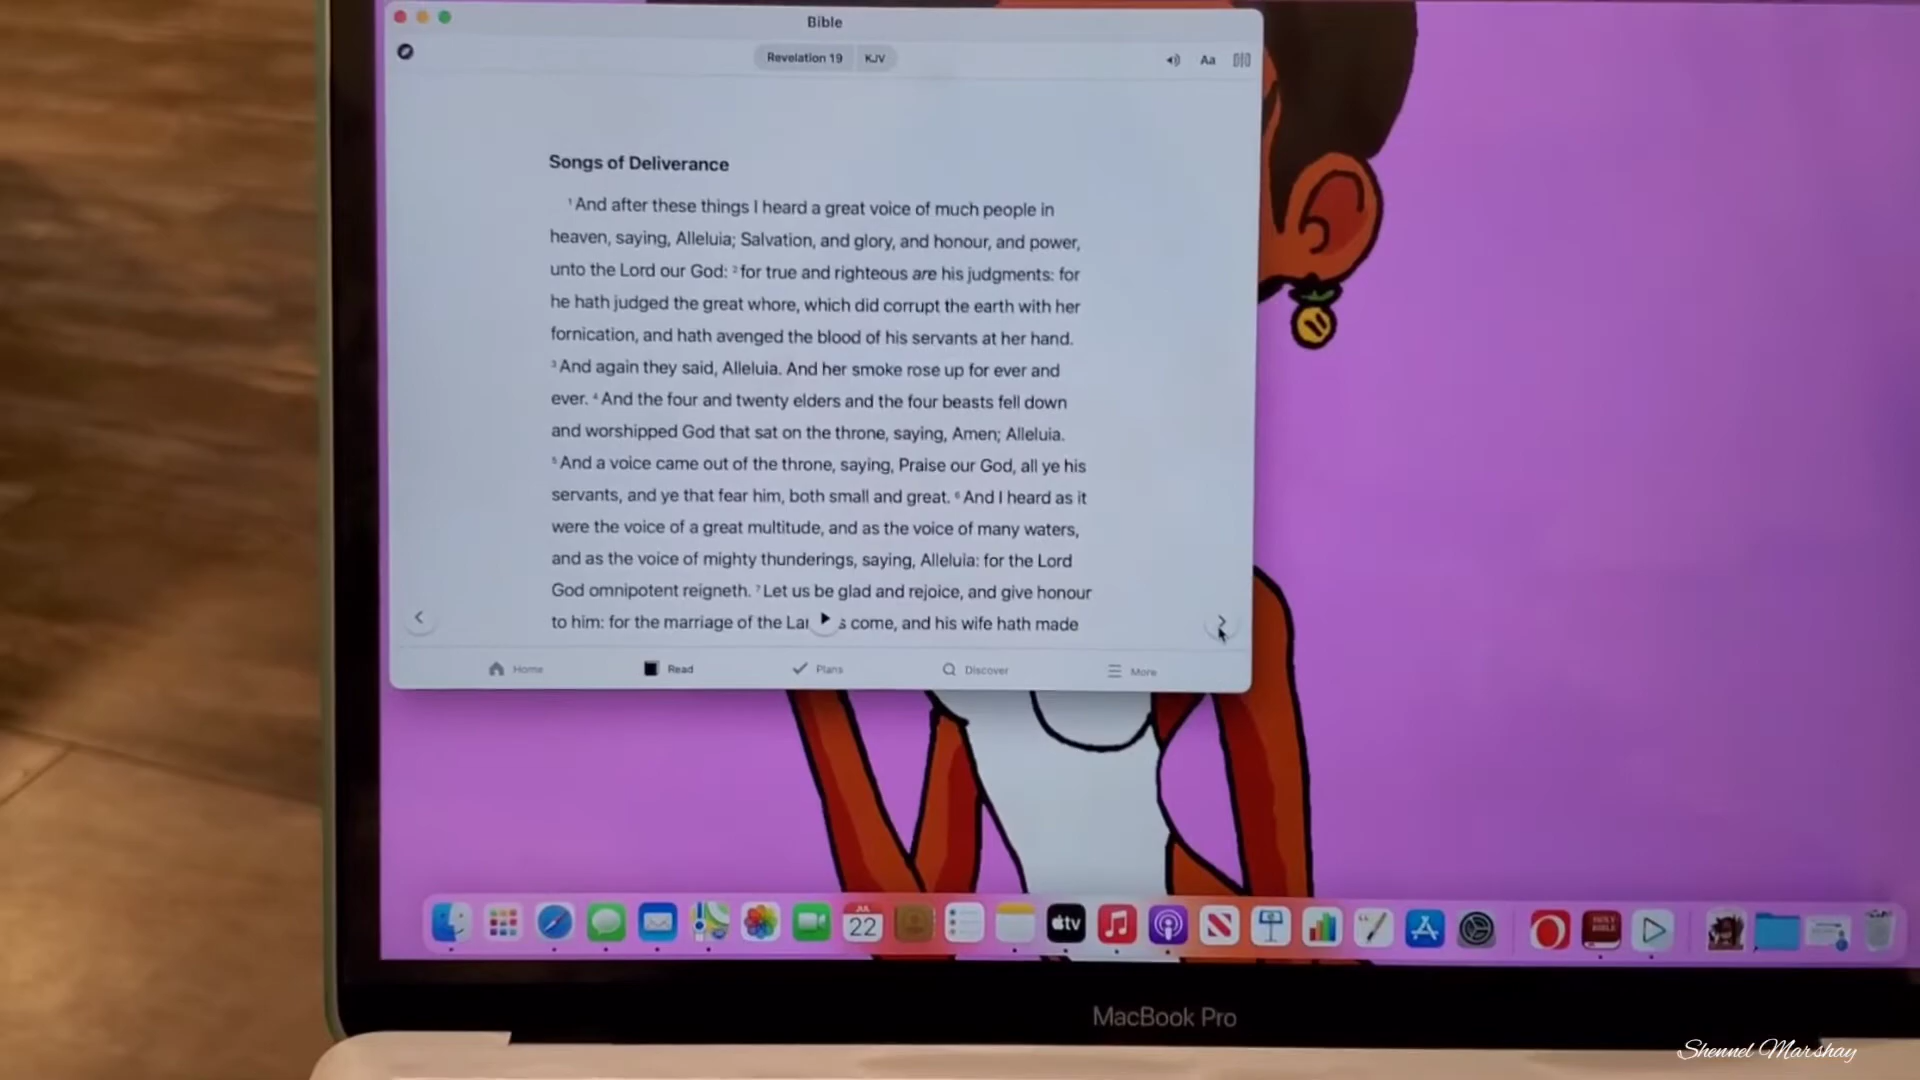 Bible
Revelation 19 KJV
Aa
Songs of Deliverance
1 And after these things I heard a great voice of much people in
heaven, saying, Alleluia; Salvation, and glory, and honour, and power,
unto the Lord our God: 2 for true and righteous are his judgments: for
he hath judged the great whore, which did corrupt the earth with her
fornication, and hath avenged the blood of his servants at her hand.
3 And again they said, Alleluia. And her smoke rose up for ever and
ever. 4 And the four and twenty elders and the four beasts fell down
and worshipped God that sat on the throne, saying, Amen; Alleluia.
5 And a voice came out of the throne, saying, Praise our God, all ye his
servants, and ye that fear him, both small and great. 6 And I heard as it
were the voice of a great multitude, and as the voice of many waters,
and as the voice of mighty thunderings, saying, Alleluia: for the Lord
God omnipotent reigneth. 7 Let us be glad and rejoice, and give honour
to him: for the marriage of the La s come, and his wife hath made
Home Read Plans Discover More
JUL
22
tv
HOLY
BIBLE
MacBook Pro
Shennel Marshay